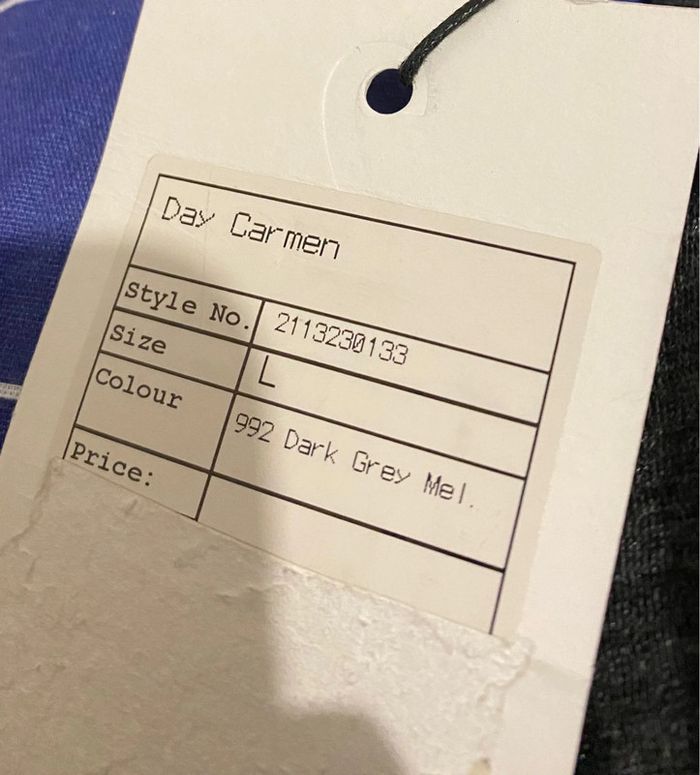 Day Carmen
Style No. 2113230133
Size L
Colour 992 Dark Grey Mel.
Price: